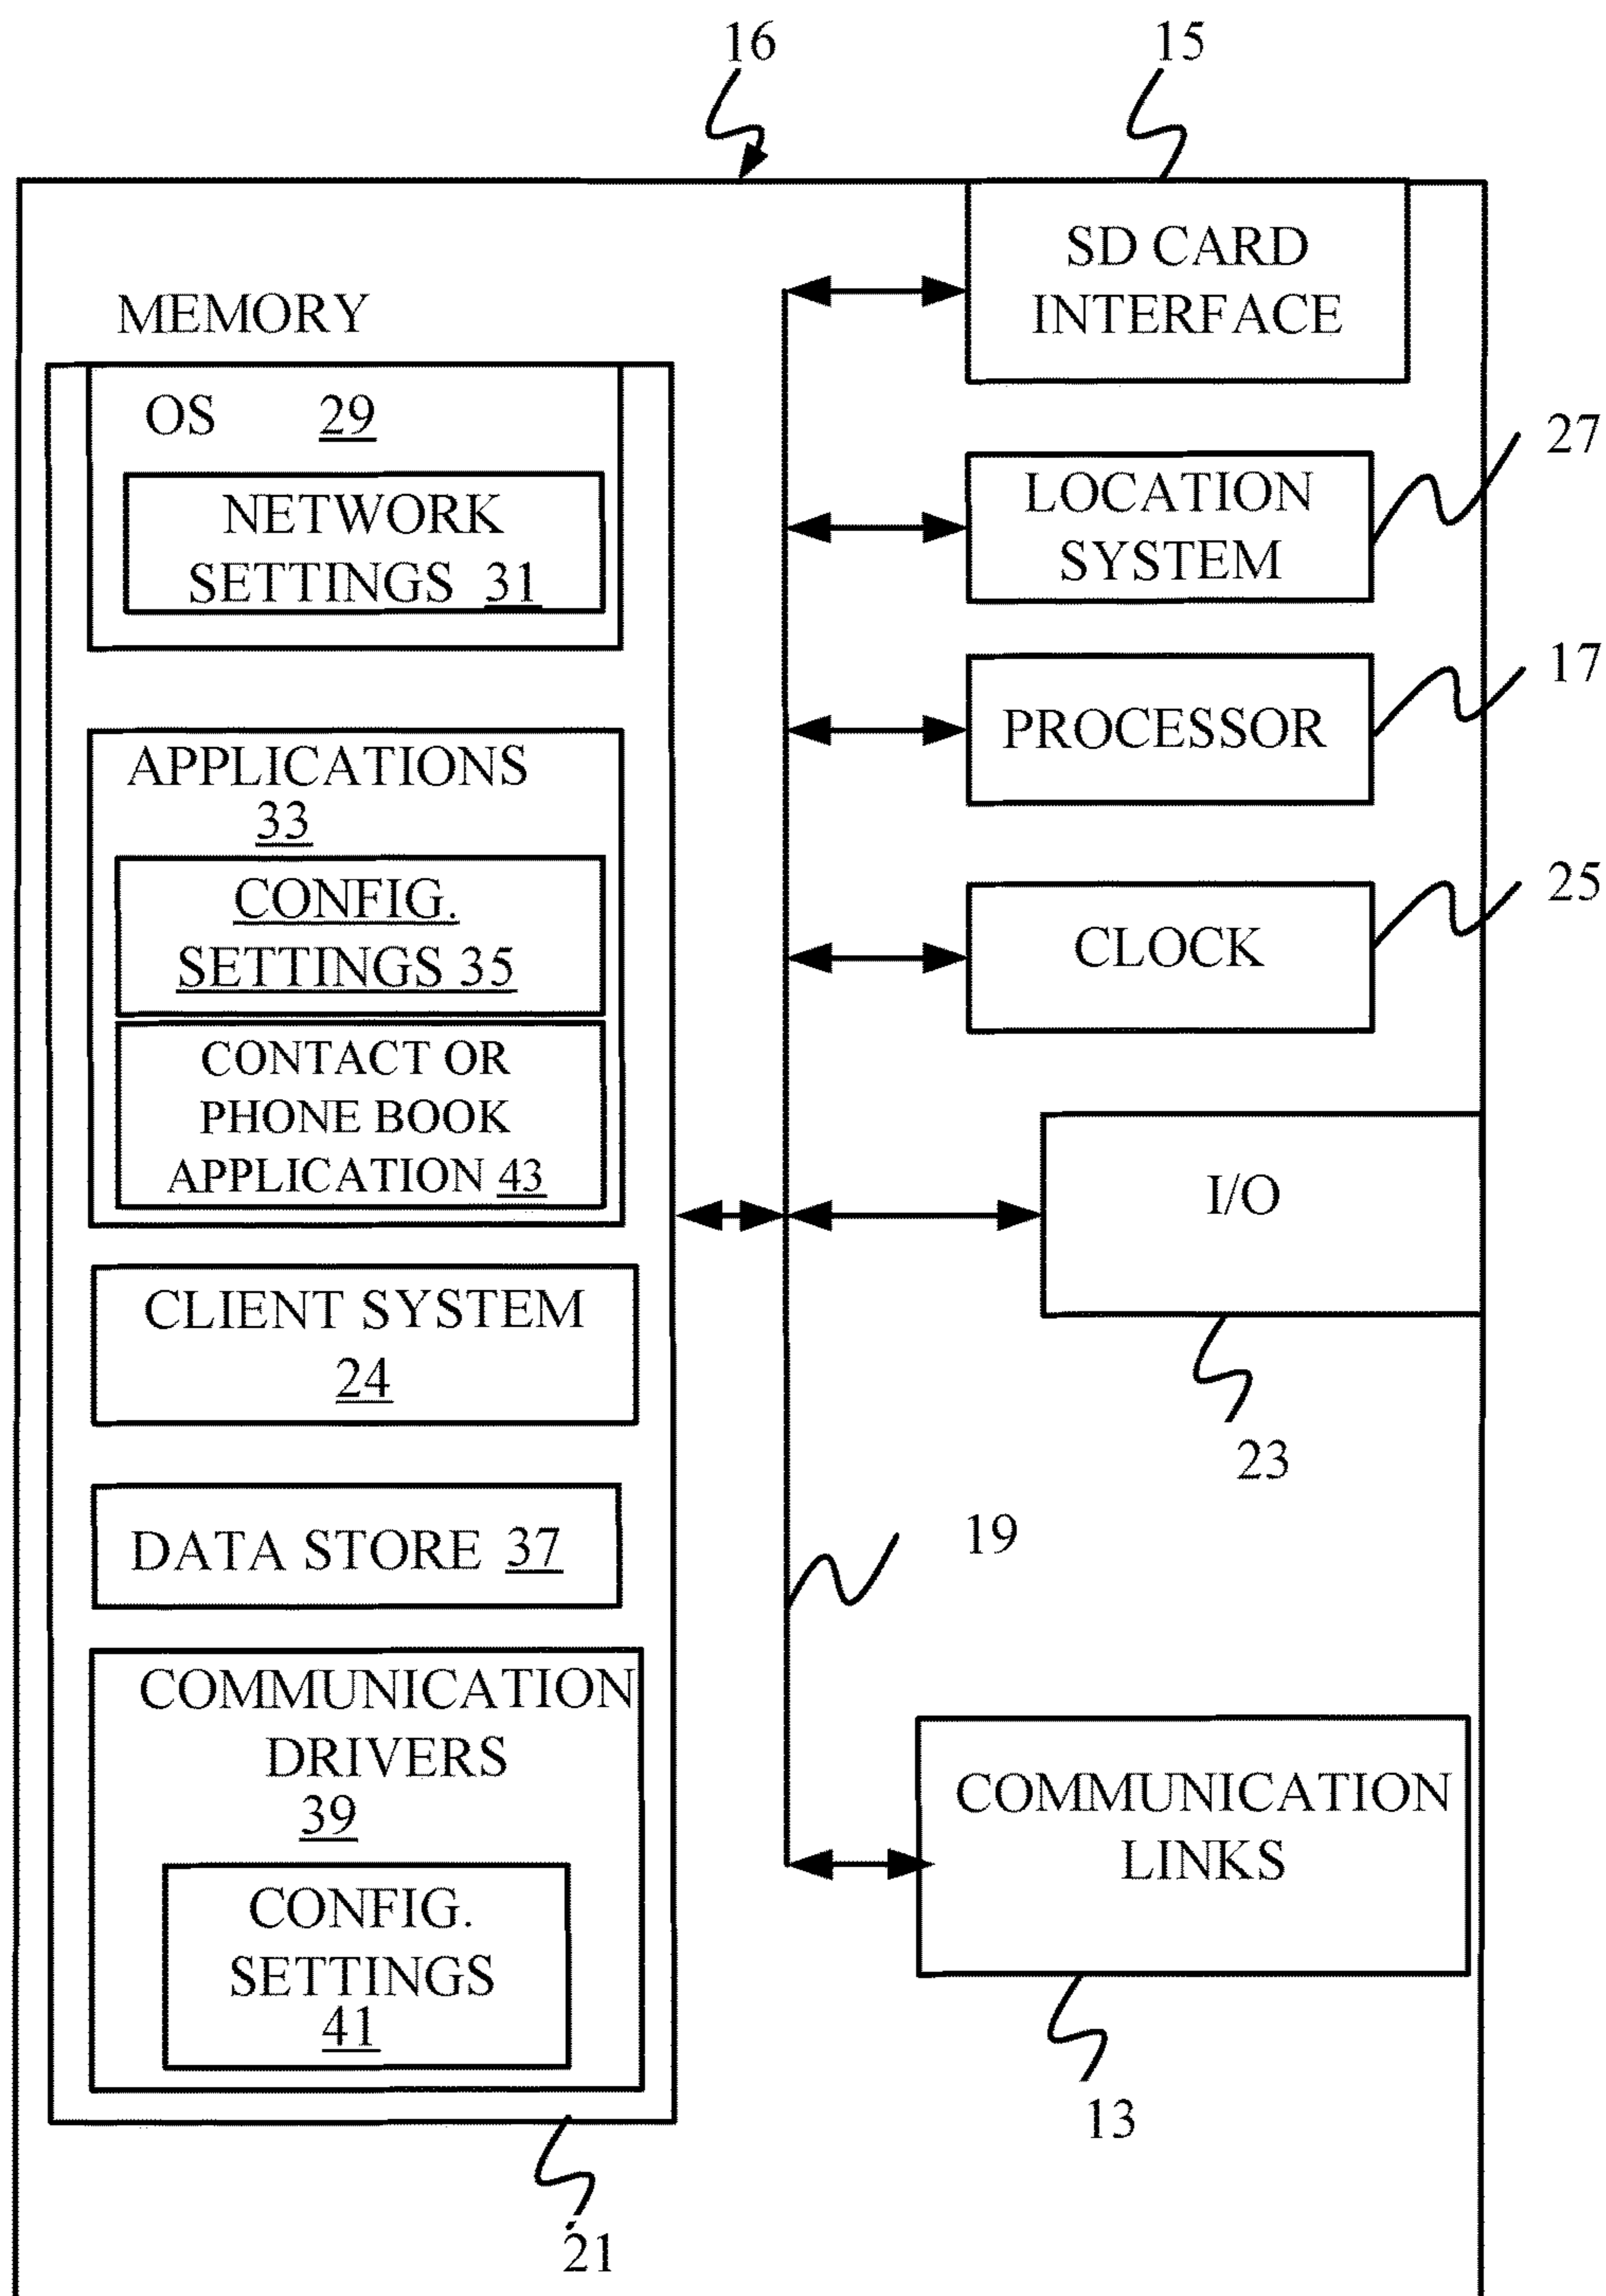 16
15
SD CARD
INTERFACE
MEMORY
OS 29
NETWORK
SETTINGS 31
27
LOCATION
SYSTEM
17
PROCESSOR
APPLICATIONS
33
CONFIG.
SETTINGS 35
25
CLOCK
CONTACT OR
PHONE BOOK
APPLICATION 43
I/O
CLIENT SYSTEM
24
23
DATA STORE 37
19
COMMUNICATION
DRIVERS
39
COMMUNICATION
LINKS
CONFIG.
SETTINGS
41
13
21